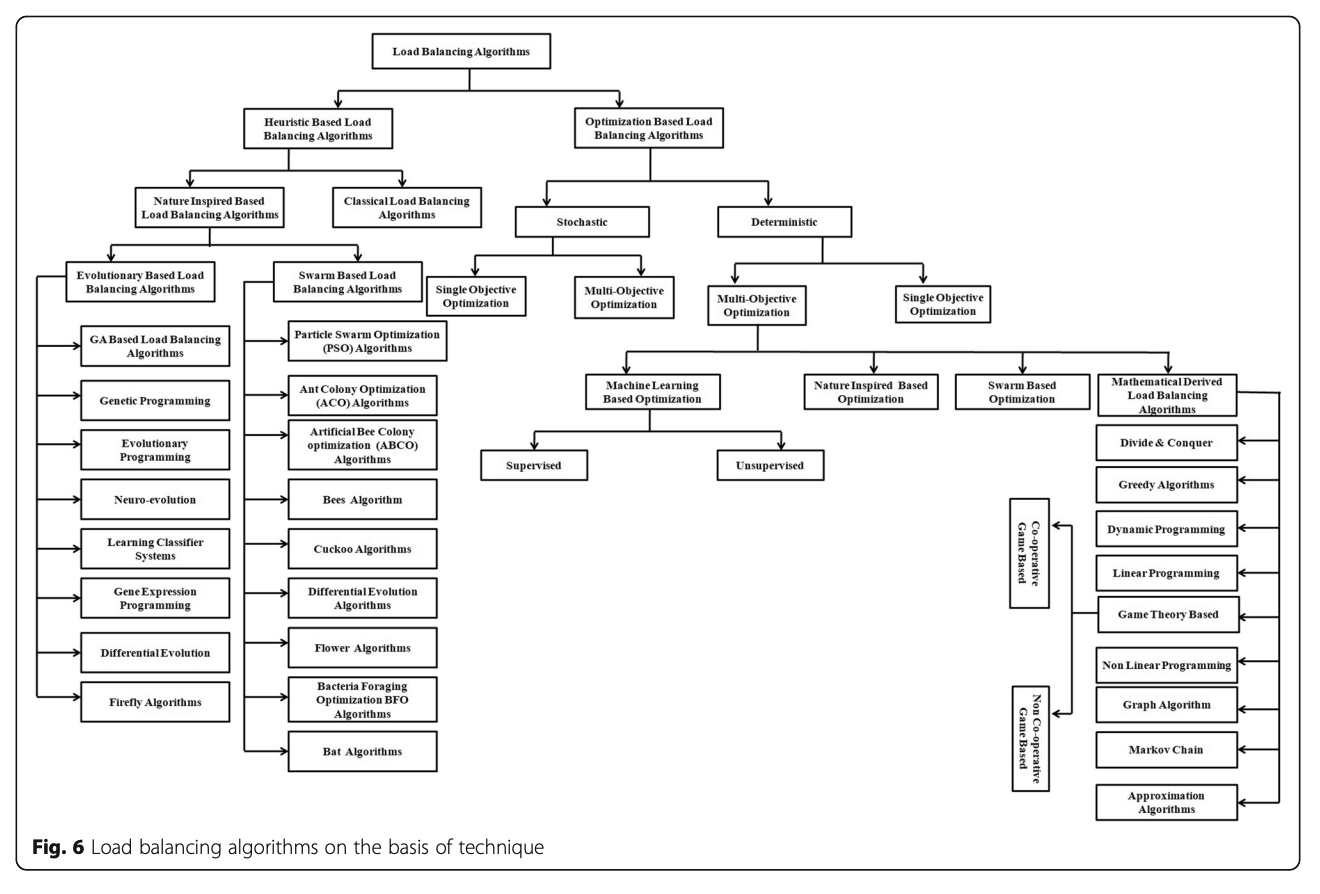 Load Balancing Algorithms
Heuristic Based Load
Balancing Algorithms
Optimization Based Load
Balancing Algorithms
Nature Inspired Based
Load Balancing Algorithms
Classical Load Balancing
Algorithms
Stochastic
Deterministic
Evolutionary Based Load
Balancing Algorithms
Swarm Based Load
Balancing Algorithms
Single Objective
Optimization
Multi-Objective
Optimization
Multi-Objective
Optimization
Single Objective
Optimization
GA Based Load Balancing
Algorithms
Genetic Programming
Evolutionary
Programming
Neuro-evolution
Learning Classifier
Systems
Gene Expression
Programming
Differential Evolution
Firefly Algorithms
Particle Swarm Optimization
(PSO) Algorithms
Ant Colony Optimization
(ACO) Algorithms
Artificial Bee Colony
optimization (ABCO)
Algorithms
Bees Algorithm
Cuckoo Algorithms
Differential Evolution
Algorithms
Flower Algorithms
Bacteria Foraging
Optimization BFO
Algorithms
Bat Algorithms
Machine Learning
Based Optimization
Nature Inspired Based
Optimization
Swarm Based
Optimization
Mathematical Derived
Load Balancing
Algorithms
Supervised
Unsupervised
Divide & Conquer
Greedy Algorithms
Dynamic Programming
Linear Programming
Game Theory Based
Non Linear Programming
Graph Algorithm
Markov Chain
Approximation
Algorithms
Co-operative
Game Based
Non Co-operative
Game Based
Fig. 6 Load balancing algorithms on the basis of technique